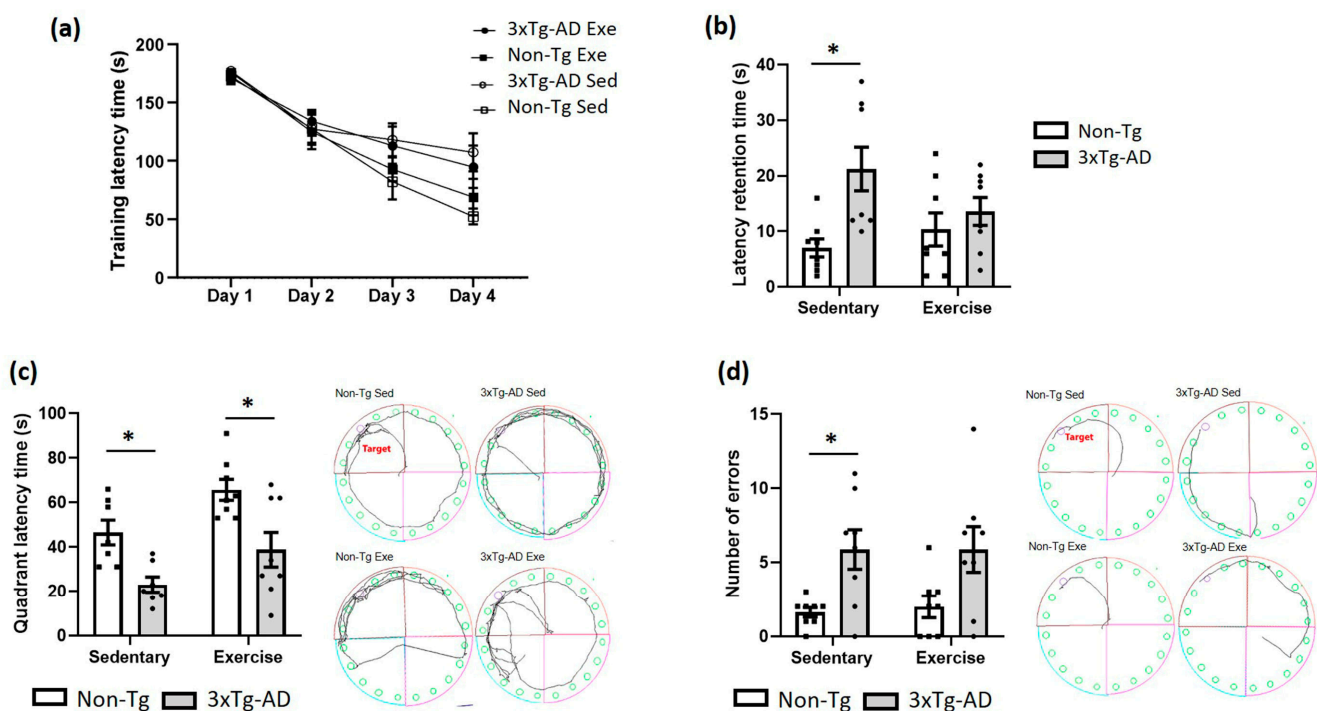 (a)
3xTg-AD Exe
Non-Tg Exe
3xTg-AD Sed
Non-Tg Sed
Training latency time (s)
200
150
100
50
0
Day 1 Day 2 Day 3 Day 4
(b)
*
Latency retention time (s)
40
30
20
10
0
Sedentary Exercise
Non-Tg
3xTg-AD
(c)
Quadrant latency time (s)
100
80
60
40
20
0
* *
Sedentary Exercise
Non-Tg 3xTg-AD
Non-Tg Sed 3xTg-AD Sed
Target
Non-Tg Exe 3xTg-AD Exe
(d)
Number of errors
15
10
5
0
*
Sedentary Exercise
Non-Tg 3xTg-AD
Non-Tg Sed 3xTg-AD Sed
Target
Non-Tg Exe 3xTg-AD Exe